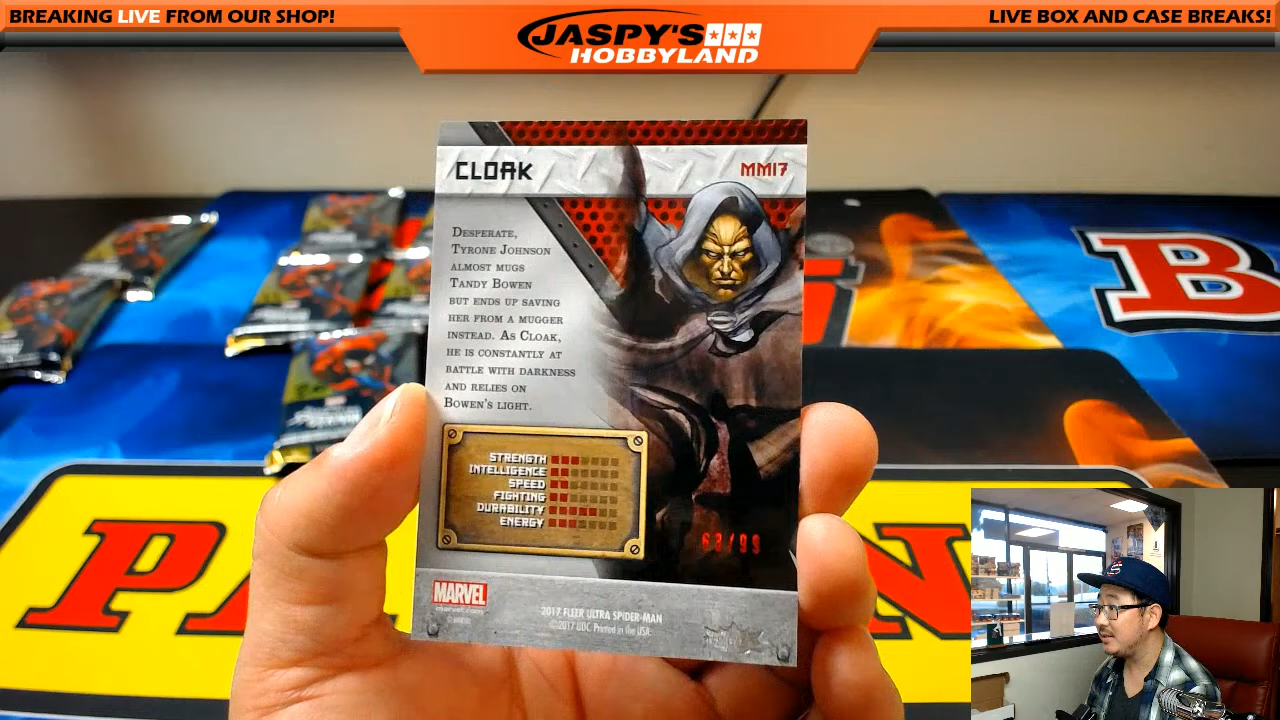 BREAKING LIVE FROM OUR SHOP!
JASPY'S
HOBBYLAND
LIVE BOX AND CASE BREAKS!
CLOAK
MM17
DESPERATE,
TYRONE JOHNSON
ALMOST MUGS
TANDY BOWEN
BUT ENDS UP SAVING
HER FROM A MUGGER
INSTEAD. AS CLOAK,
HE IS CONSTANTLY AT
BATTLE WITH DARKNESS
AND RELIES ON
BOWEN'S LIGHT.
STRENGTH
INTELLIGENCE
SPEED
FIGHTING
DURABILITY
ENERGY
63/99
MARVEL
2017 FLEER ULTRA SPIDER-MAN
©2017 UDC. Printed in the USA.
B